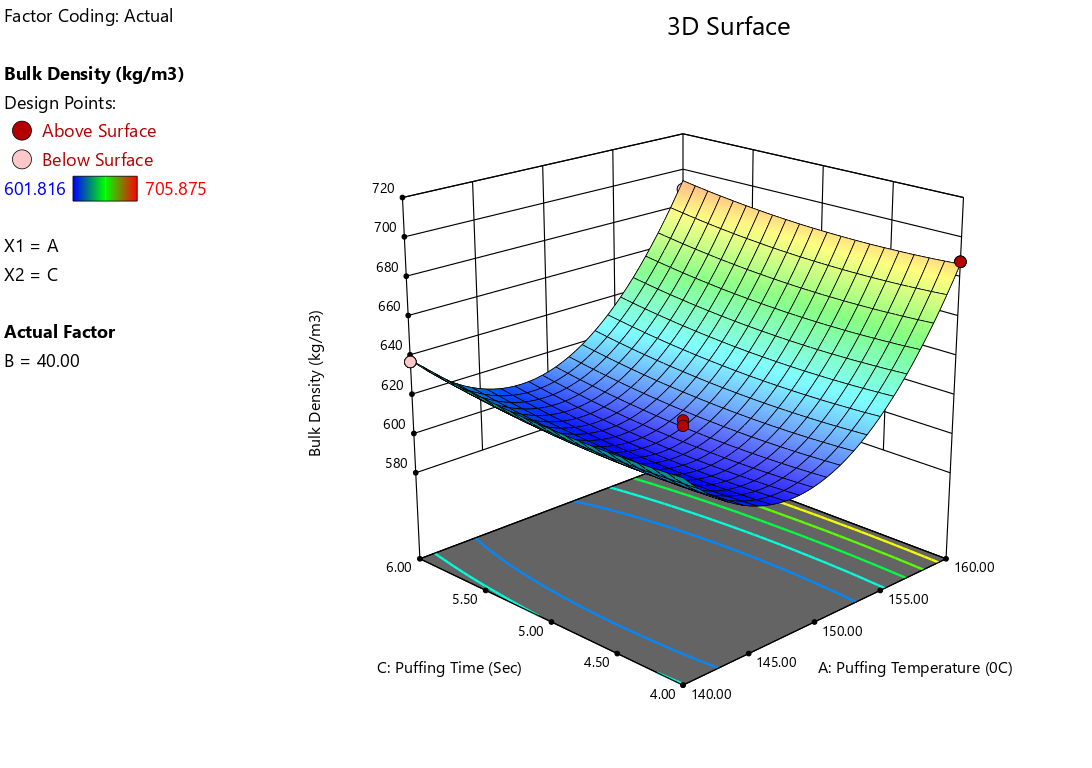 Factor Coding: Actual
3D Surface
Bulk Density (kg/m3)
Design Points:
Above Surface
Below Surface
601.816 705.875
X1 = A
X2 = C
Actual Factor
B = 40.00
Bulk Density (kg/m3)
720
700
680
660
640
620
600
580
6.00
5.50
5.00
4.50
4.00
C: Puffing Time (Sec)
140.00
145.00
150.00
155.00
160.00
A: Puffing Temperature (0C)